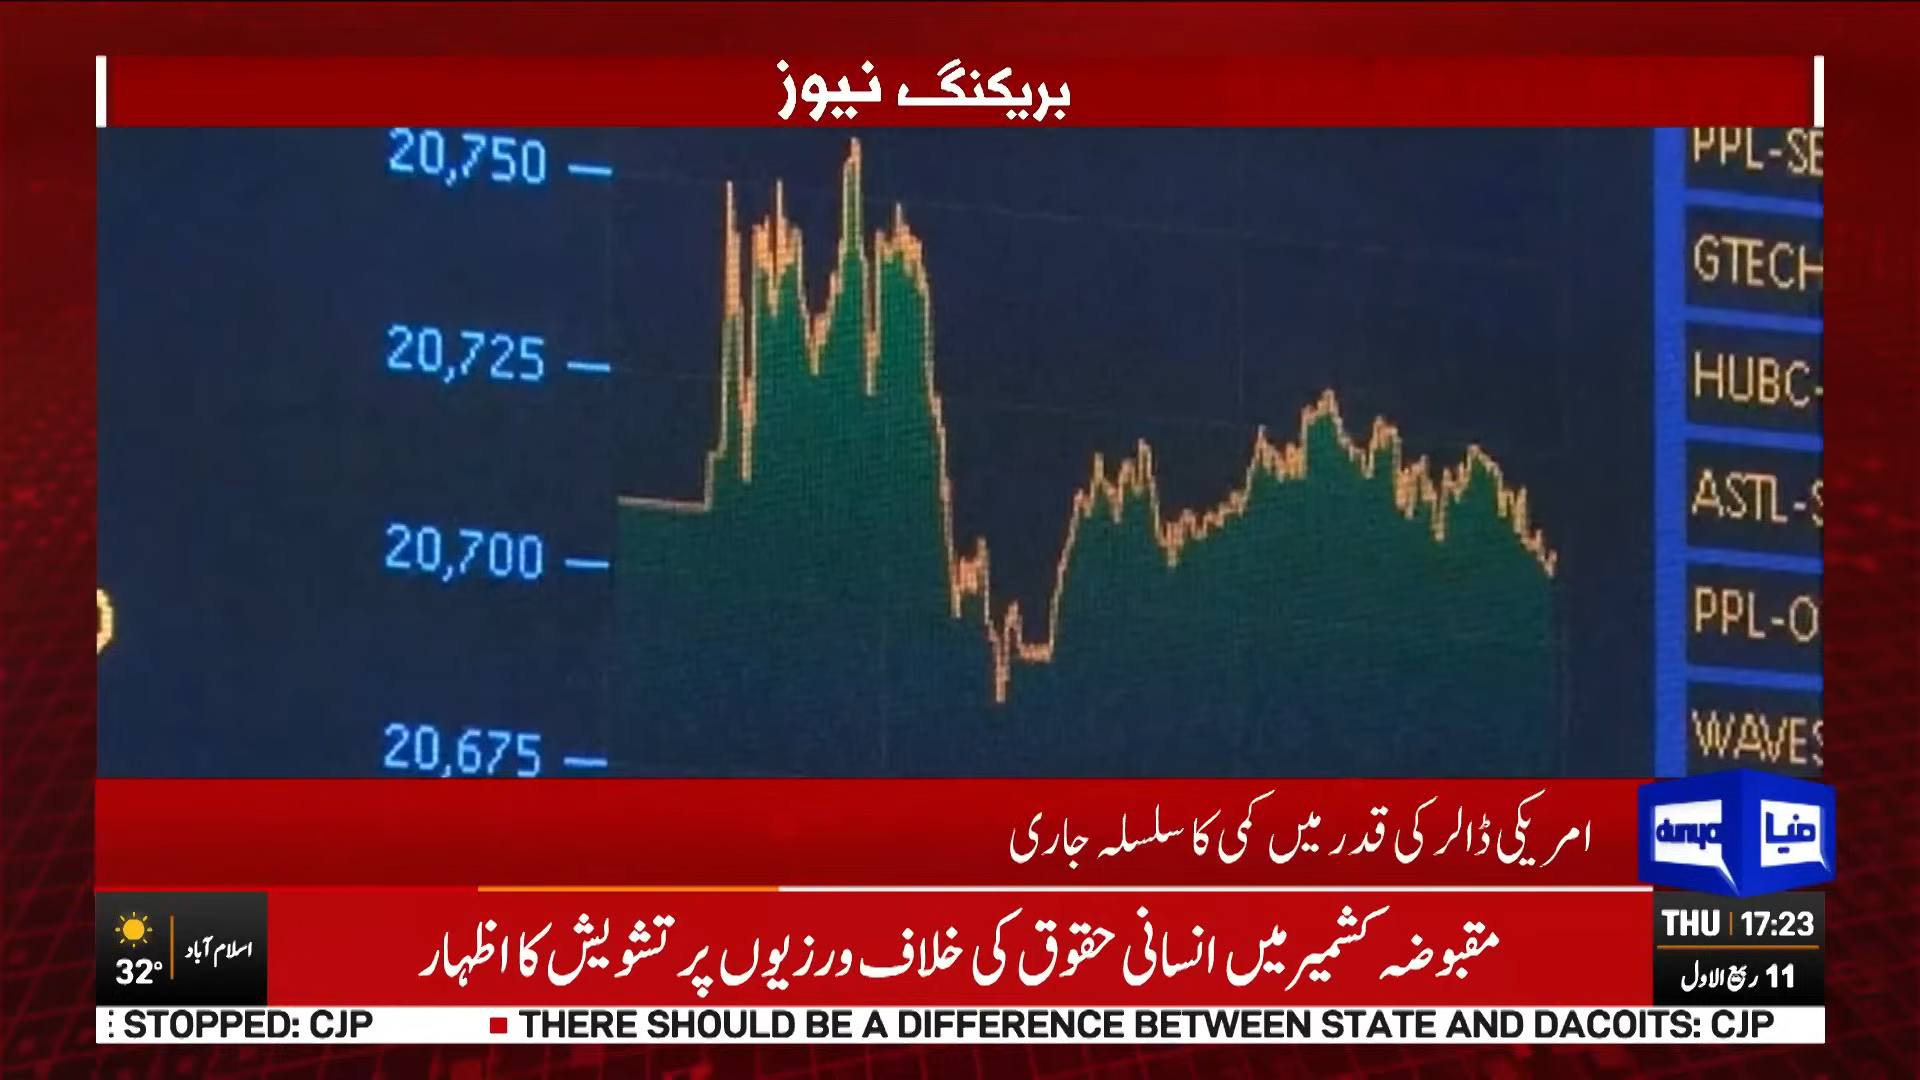 بریکنگ نیوز
20,750
20,725
20,700
20,675
PPL-SE
GTECH
HUBC-
ASTL-S
PPL-O
WAVES
امریکی ڈالر کی قدر میں کمی کا سلسلہ جاری
dunya دنیا
اسلام آباد
32°
مقبوضہ کشمیر میں انسانی حقوق کی خلاف ورزیوں پر تشویش کا اظہار
THU 17:23
11 ربیع الاول
STOPPED: CJP
THERE SHOULD BE A DIFFERENCE BETWEEN STATE AND DACOITS: CJP